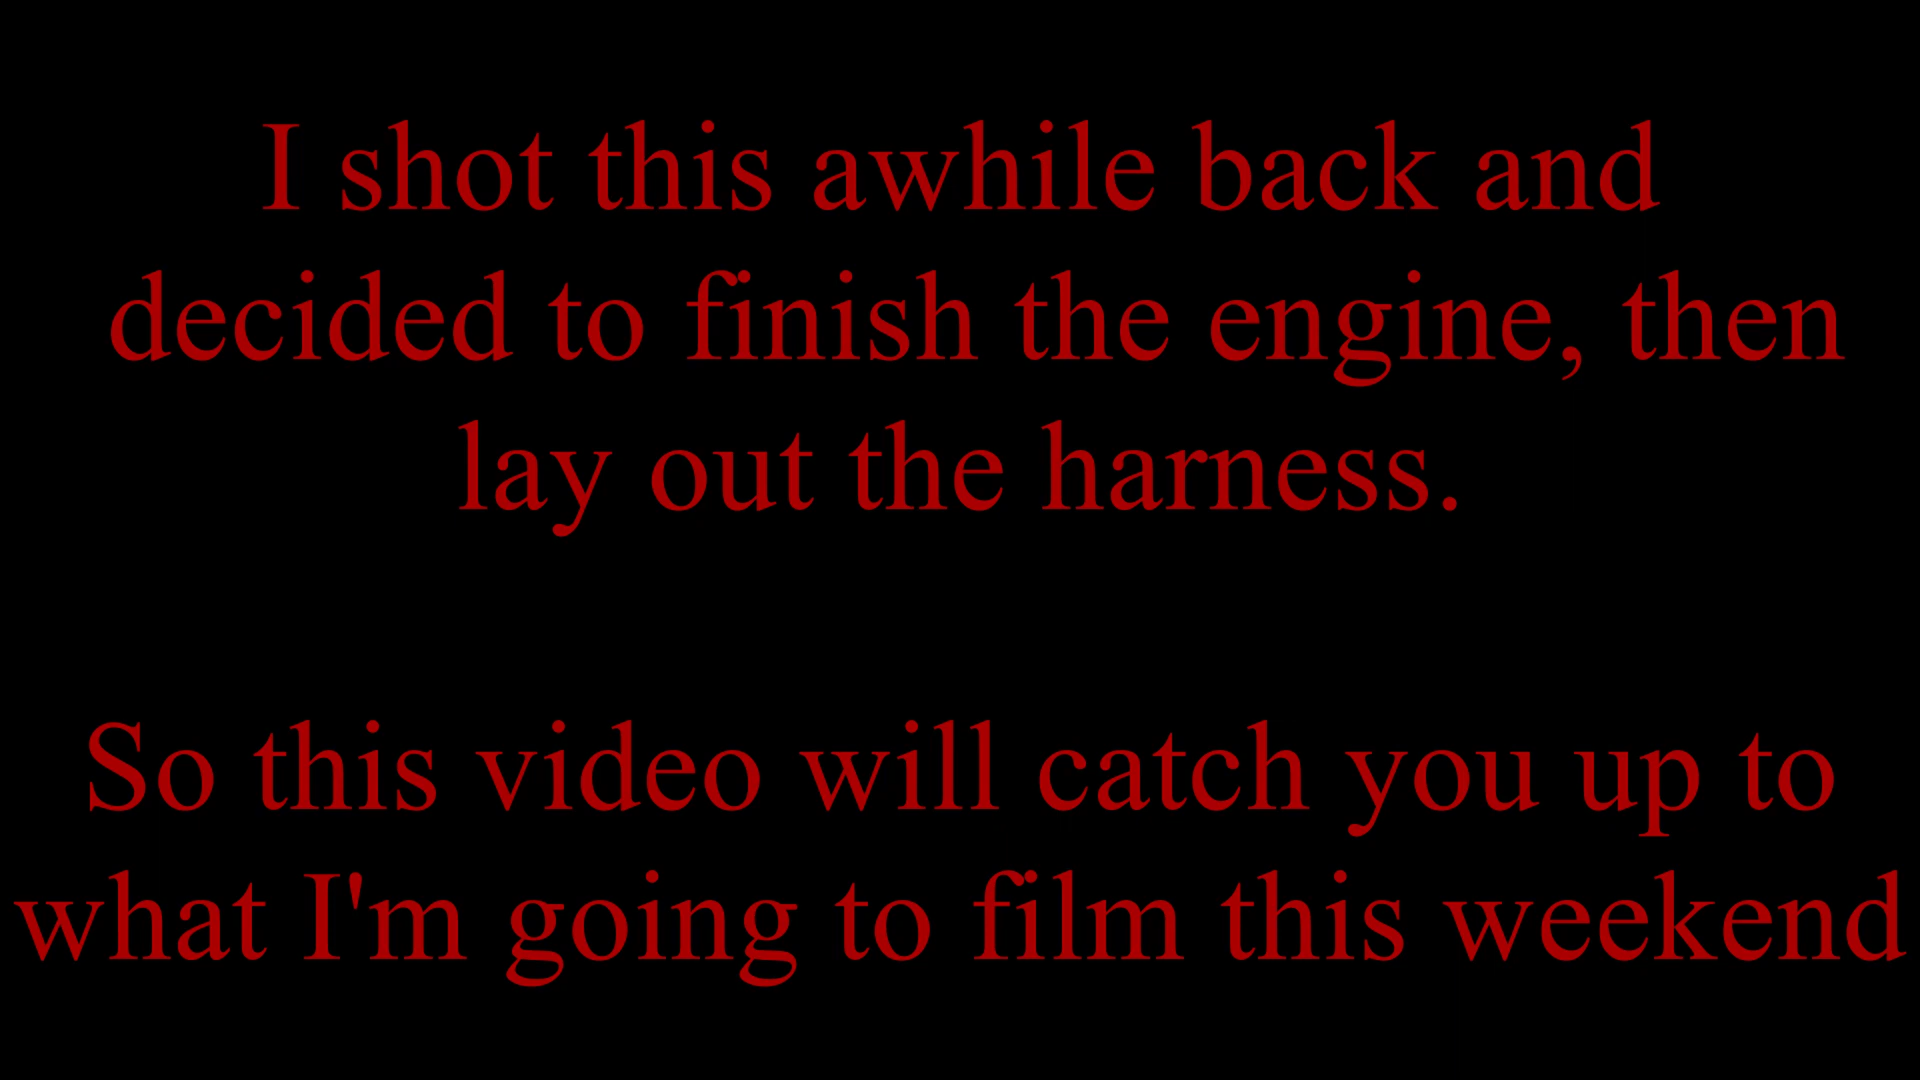 I shot this awhile back and
decided to finish the engine, then
lay out the harness.
So this video will catch you up to
what I'm going to film this weekend